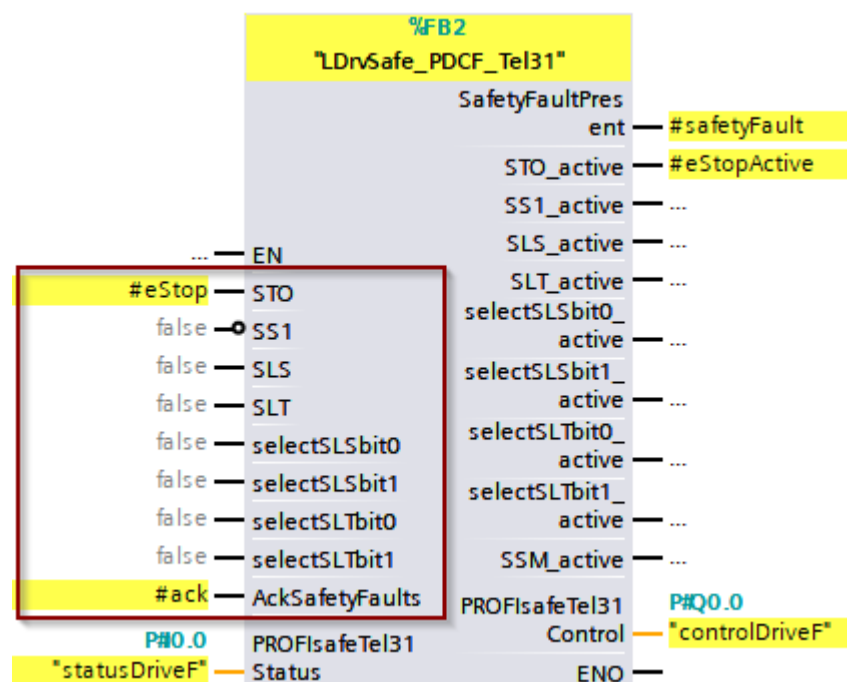 %FB2
"LDrvSafe_PDCF_Tel31"
SafetyFaultPres
ent
#safetyFault
STO_active
#eStopActive
SS1_active
...
SLS_active
...
... EN
SLT_active
...
#eStop STO
selectSLSbit0_
active
...
false SS1
false SLS
selectSLSbit1_
active
...
false SLT
false selectSLSbit0
selectSLTbit0_
active
...
false selectSLSbit1
selectSLTbit1_
active
...
false selectSLTbit0
false selectSLTbit1
SSM_active
...
#ack AckSafetyFaults
PROFIsafeTel31
Control
P#Q0.0
"controlDriveF"
P#I0.0
"statusDriveF"
PROFIsafeTel31
Status
ENO